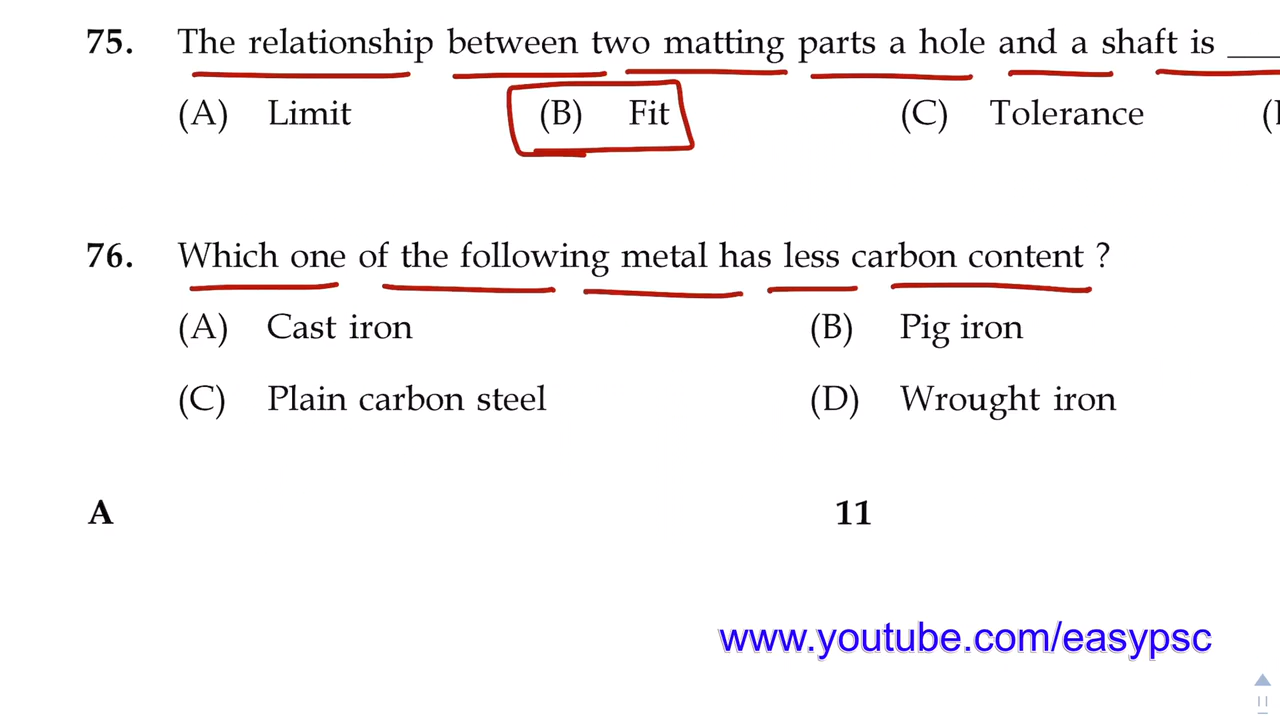 75. The relationship between two matting parts a hole and a shaft is ___
(A) Limit (B) Fit (C) Tolerance (
76. Which one of the following metal has less carbon content ?
(A) Cast iron (B) Pig iron
(C) Plain carbon steel (D) Wrought iron
A 11
www.youtube.com/easypsc